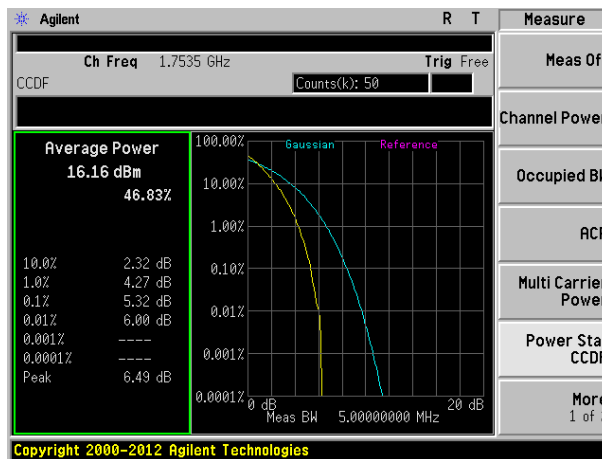 Agilent R T Measure
Ch Freq 1.7535 GHz Trig Free
CCDF Counts(k): 50
Meas Of
Channel Power
Occupied B
AC
Multi Carrier
Power
Power Sta
CCD
More
1 of
Average Power
16.16 dBm
46.83%
10.0% 2.32 dB
1.0% 4.27 dB
0.1% 5.32 dB
0.01% 6.00 dB
0.001% ----
0.0001% ----
Peak 6.49 dB
Gaussian Reference
100.00%
10.00%
1.00%
0.10%
0.01%
0.001%
0.0001%
0 dB 20 dB
Meas BW 5.00000000 MHz
Copyright 2000-2012 Agilent Technologies